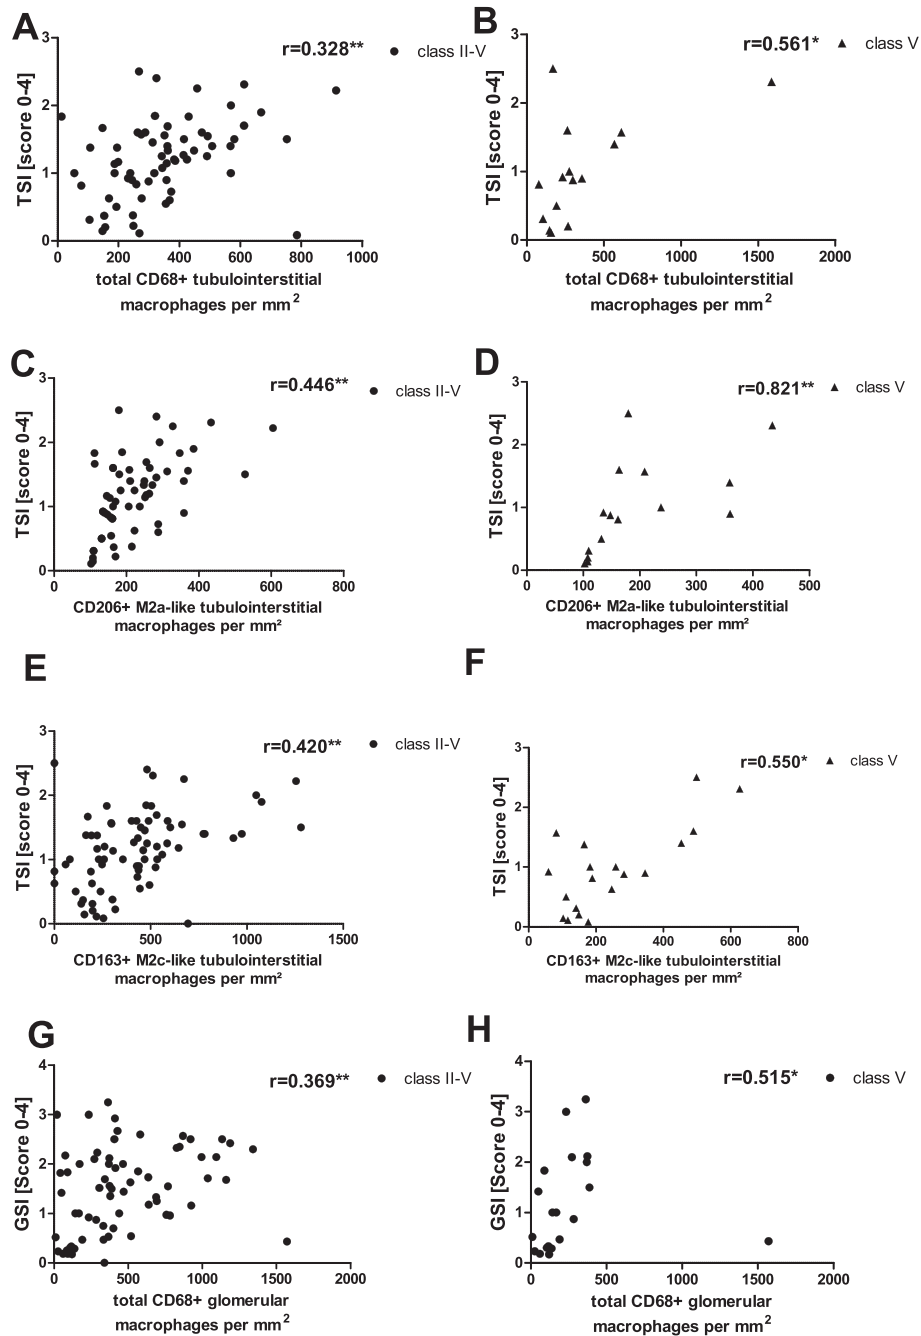 A
r=0.328**
class II-V
TSI [score 0-4]
3
2
1
0
0 200 400 600 800 1000
total CD68+ tubulointerstitial
macrophages per mm2
B
r=0.561*
class V
TSI [score 0-4]
3
2
1
0
0 500 1000 1500 2000
total CD68+ tubulointerstitial
macrophages per mm2
C
r=0.446**
class II-V
TSI [score 0-4]
3
2
1
0
0 200 400 600 800
CD206+ M2a-like tubulointerstitial
macrophages per mm²
D
r=0.821**
class V
TSI [score 0-4]
3
2
1
0
0 100 200 300 400 500
CD206+ M2a-like tubulointerstitial
macrophages per mm²
E
r=0.420**
class II-V
TSI [score 0-4]
3
2
1
0
0 500 1000 1500
CD163+ M2c-like tubulointerstitial
macrophages per mm²
F
r=0.550*
class V
TSI [score 0-4]
3
2
1
0
0 200 400 600 800
CD163+ M2c-like tubulointerstitial
macrophages per mm²
G
r=0.369**
class II-V
GSI [Score 0-4]
4
3
2
1
0
0 500 1000 1500 2000
total CD68+ glomerular
macrophages per mm2
H
r=0.515*
class V
GSI [Score 0-4]
4
3
2
1
0
0 500 1000 1500 2000
total CD68+ glomerular
macrophages per mm2